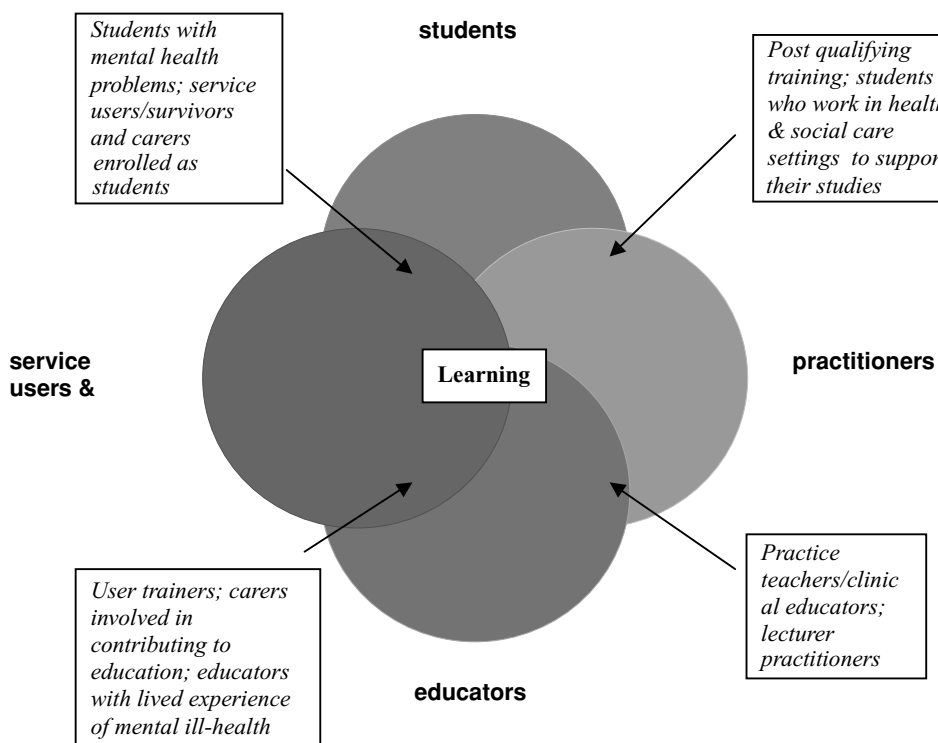 students
Students with
mental health
problems; service
users/survivors
and carers
enrolled as
students
Post qualifying
training; students
who work in health
& social care
settings to support
their studies
service
users &
Learning
practitioners
User trainers; carers
involved in
contributing to
education; educators
with lived experience
of mental ill-health
educators
Practice
teachers/clinic
al educators;
lecturer
practitioners